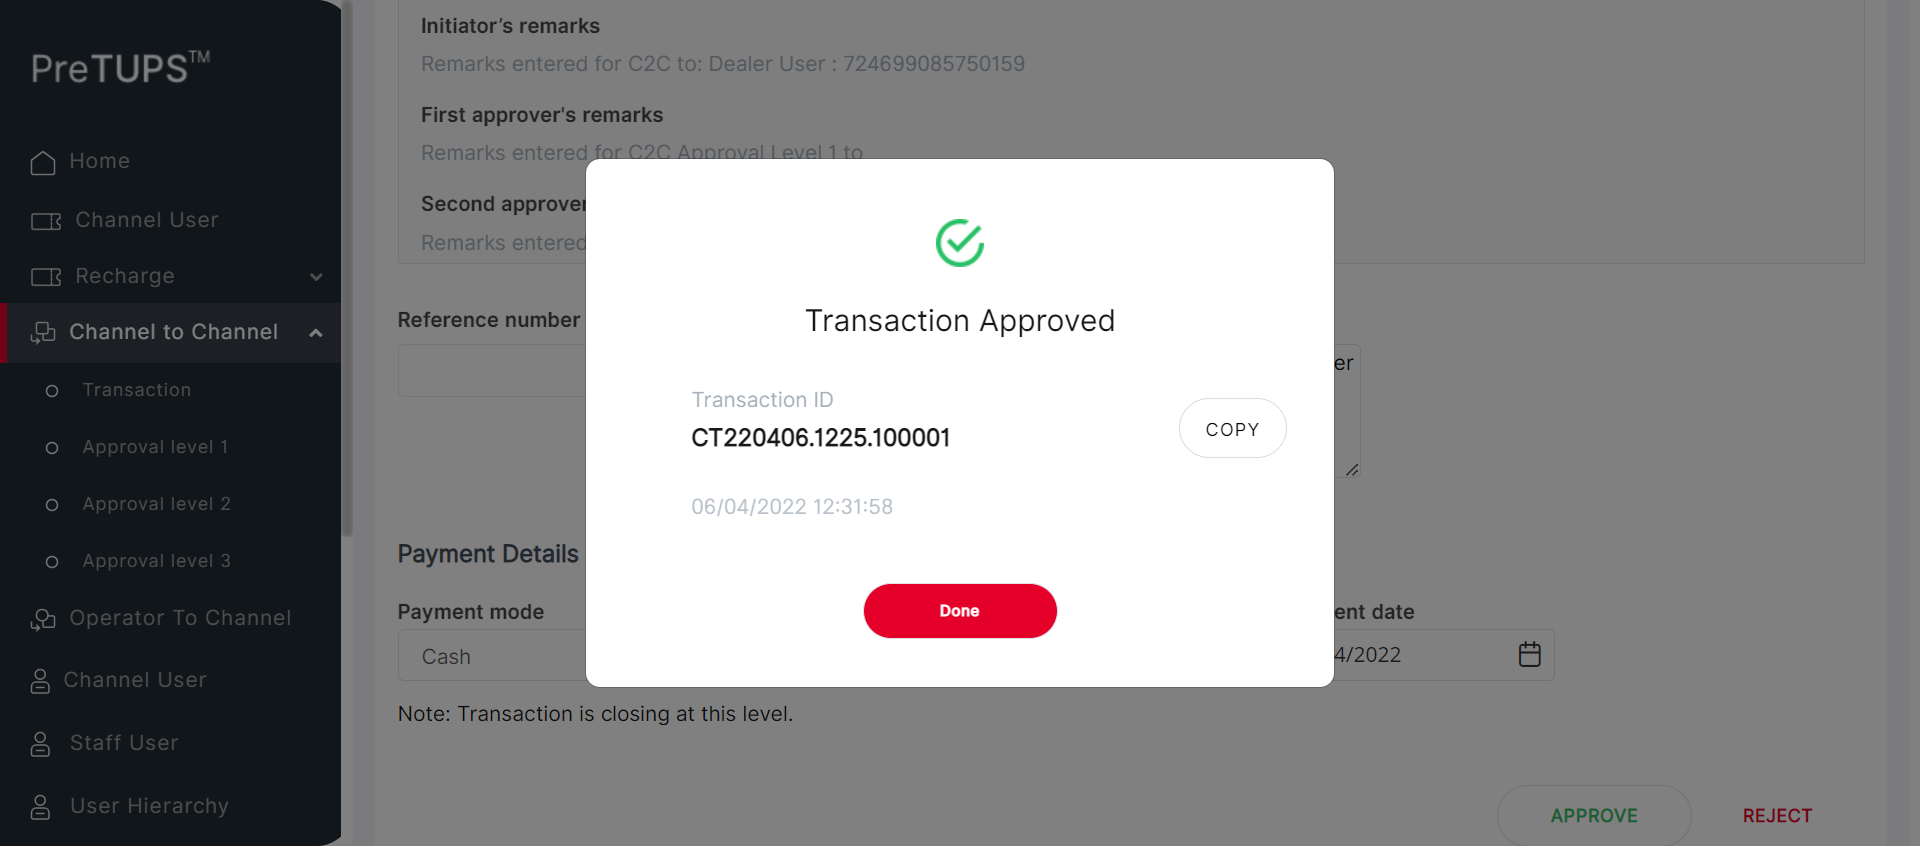 PreTUPS™
Home
Channel User
Recharge
Channel to Channel
Transaction
Approval level 1
Approval level 2
Approval level 3
Operator To Channel
Channel User
Staff User
User Hierarchy
Initiator’s remarks
Remarks entered for C2C to: Dealer User : 724699085750159
First approver's remarks
Remarks entered for C2C Approval Level 1 to
Second approver
Remarks entered
Reference number
er
Transaction Approved
Transaction ID
CT220406.1225.100001
COPY
06/04/2022 12:31:58
Done
Payment Details
Payment mode
Cash
ent date
4/2022
Note: Transaction is closing at this level.
APPROVE
REJECT